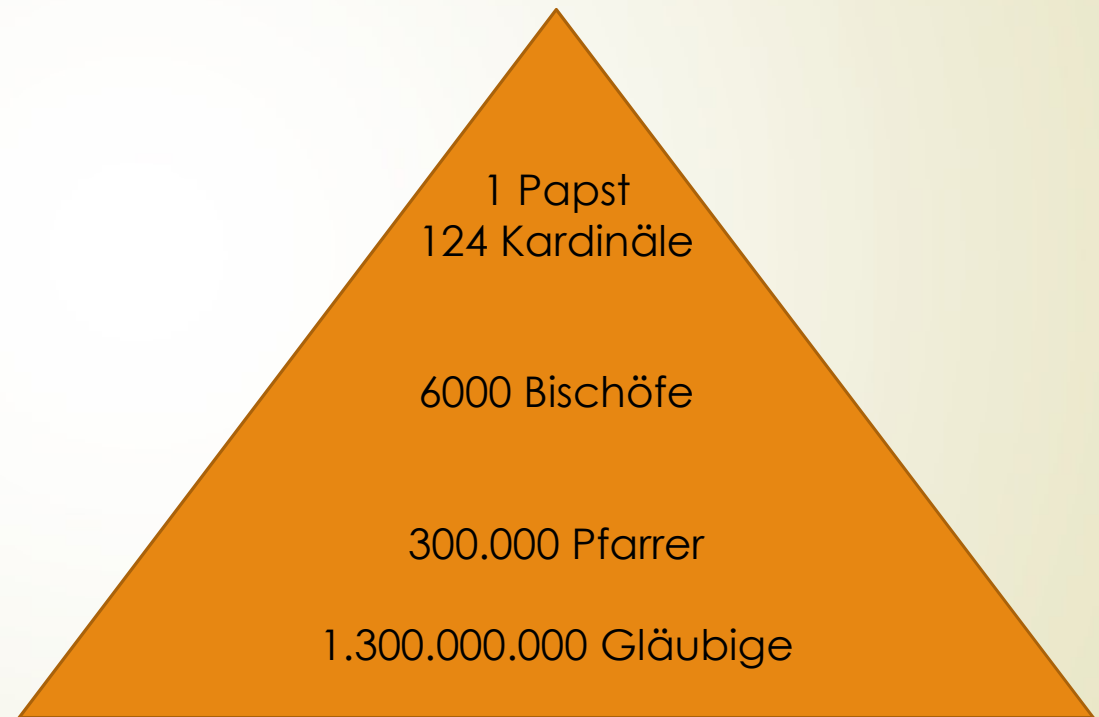 1 Papst
124 Kardinäle
6000 Bischöfe
300.000 Pfarrer
1.300.000.000 Gläubige